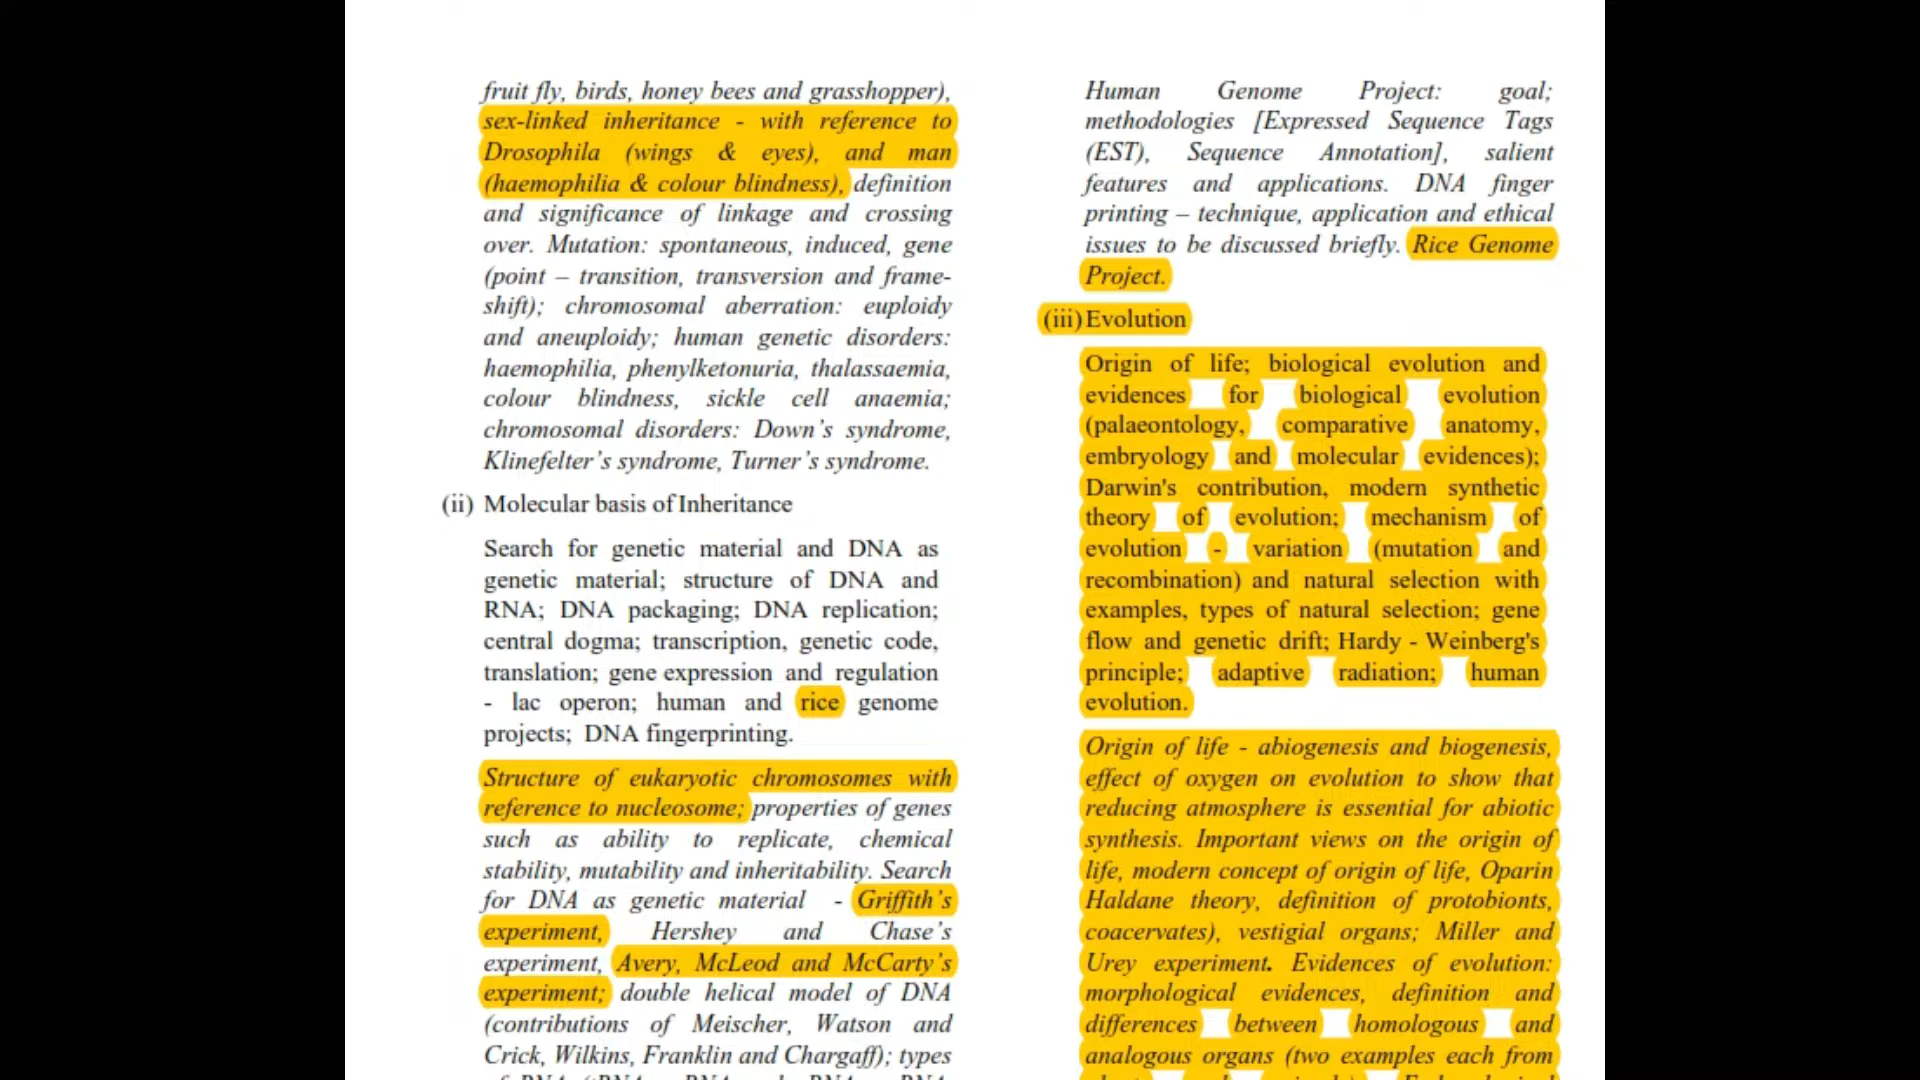 fruit fly, birds, honey bees and grasshopper),
sex-linked inheritance - with reference to
Drosophila (wings & eyes), and man
(haemophilia & colour blindness), definition
and significance of linkage and crossing
over. Mutation: spontaneous, induced, gene
(point – transition, transversion and frame-
shift); chromosomal aberration: euploidy
and aneuploidy; human genetic disorders:
haemophilia, phenylketonuria, thalassaemia,
colour blindness, sickle cell anaemia;
chromosomal disorders: Down’s syndrome,
Klinefelter’s syndrome, Turner’s syndrome.
(ii) Molecular basis of Inheritance
Search for genetic material and DNA as
genetic material; structure of DNA and
RNA; DNA packaging; DNA replication;
central dogma; transcription, genetic code,
translation; gene expression and regulation
- lac operon; human and rice genome
projects; DNA fingerprinting.
Structure of eukaryotic chromosomes with
reference to nucleosome; properties of genes
such as ability to replicate, chemical
stability, mutability and inheritability. Search
for DNA as genetic material - Griffith’s
experiment, Hershey and Chase’s
experiment, Avery, McLeod and McCarty’s
experiment; double helical model of DNA
(contributions of Meischer, Watson and
Crick, Wilkins, Franklin and Chargaff); types
Human Genome Project: goal;
methodologies [Expressed Sequence Tags
(EST), Sequence Annotation], salient
features and applications. DNA finger
printing – technique, application and ethical
issues to be discussed briefly. Rice Genome
Project.
(iii) Evolution
Origin of life; biological evolution and
evidences for biological evolution
(palaeontology, comparative anatomy,
embryology and molecular evidences);
Darwin's contribution, modern synthetic
theory of evolution; mechanism of
evolution - variation (mutation and
recombination) and natural selection with
examples, types of natural selection; gene
flow and genetic drift; Hardy - Weinberg's
principle; adaptive radiation; human
evolution.
Origin of life - abiogenesis and biogenesis,
effect of oxygen on evolution to show that
reducing atmosphere is essential for abiotic
synthesis. Important views on the origin of
life, modern concept of origin of life, Oparin
Haldane theory, definition of protobionts,
coacervates), vestigial organs; Miller and
Urey experiment. Evidences of evolution:
morphological evidences, definition and
differences between homologous and
analogous organs (two examples each from